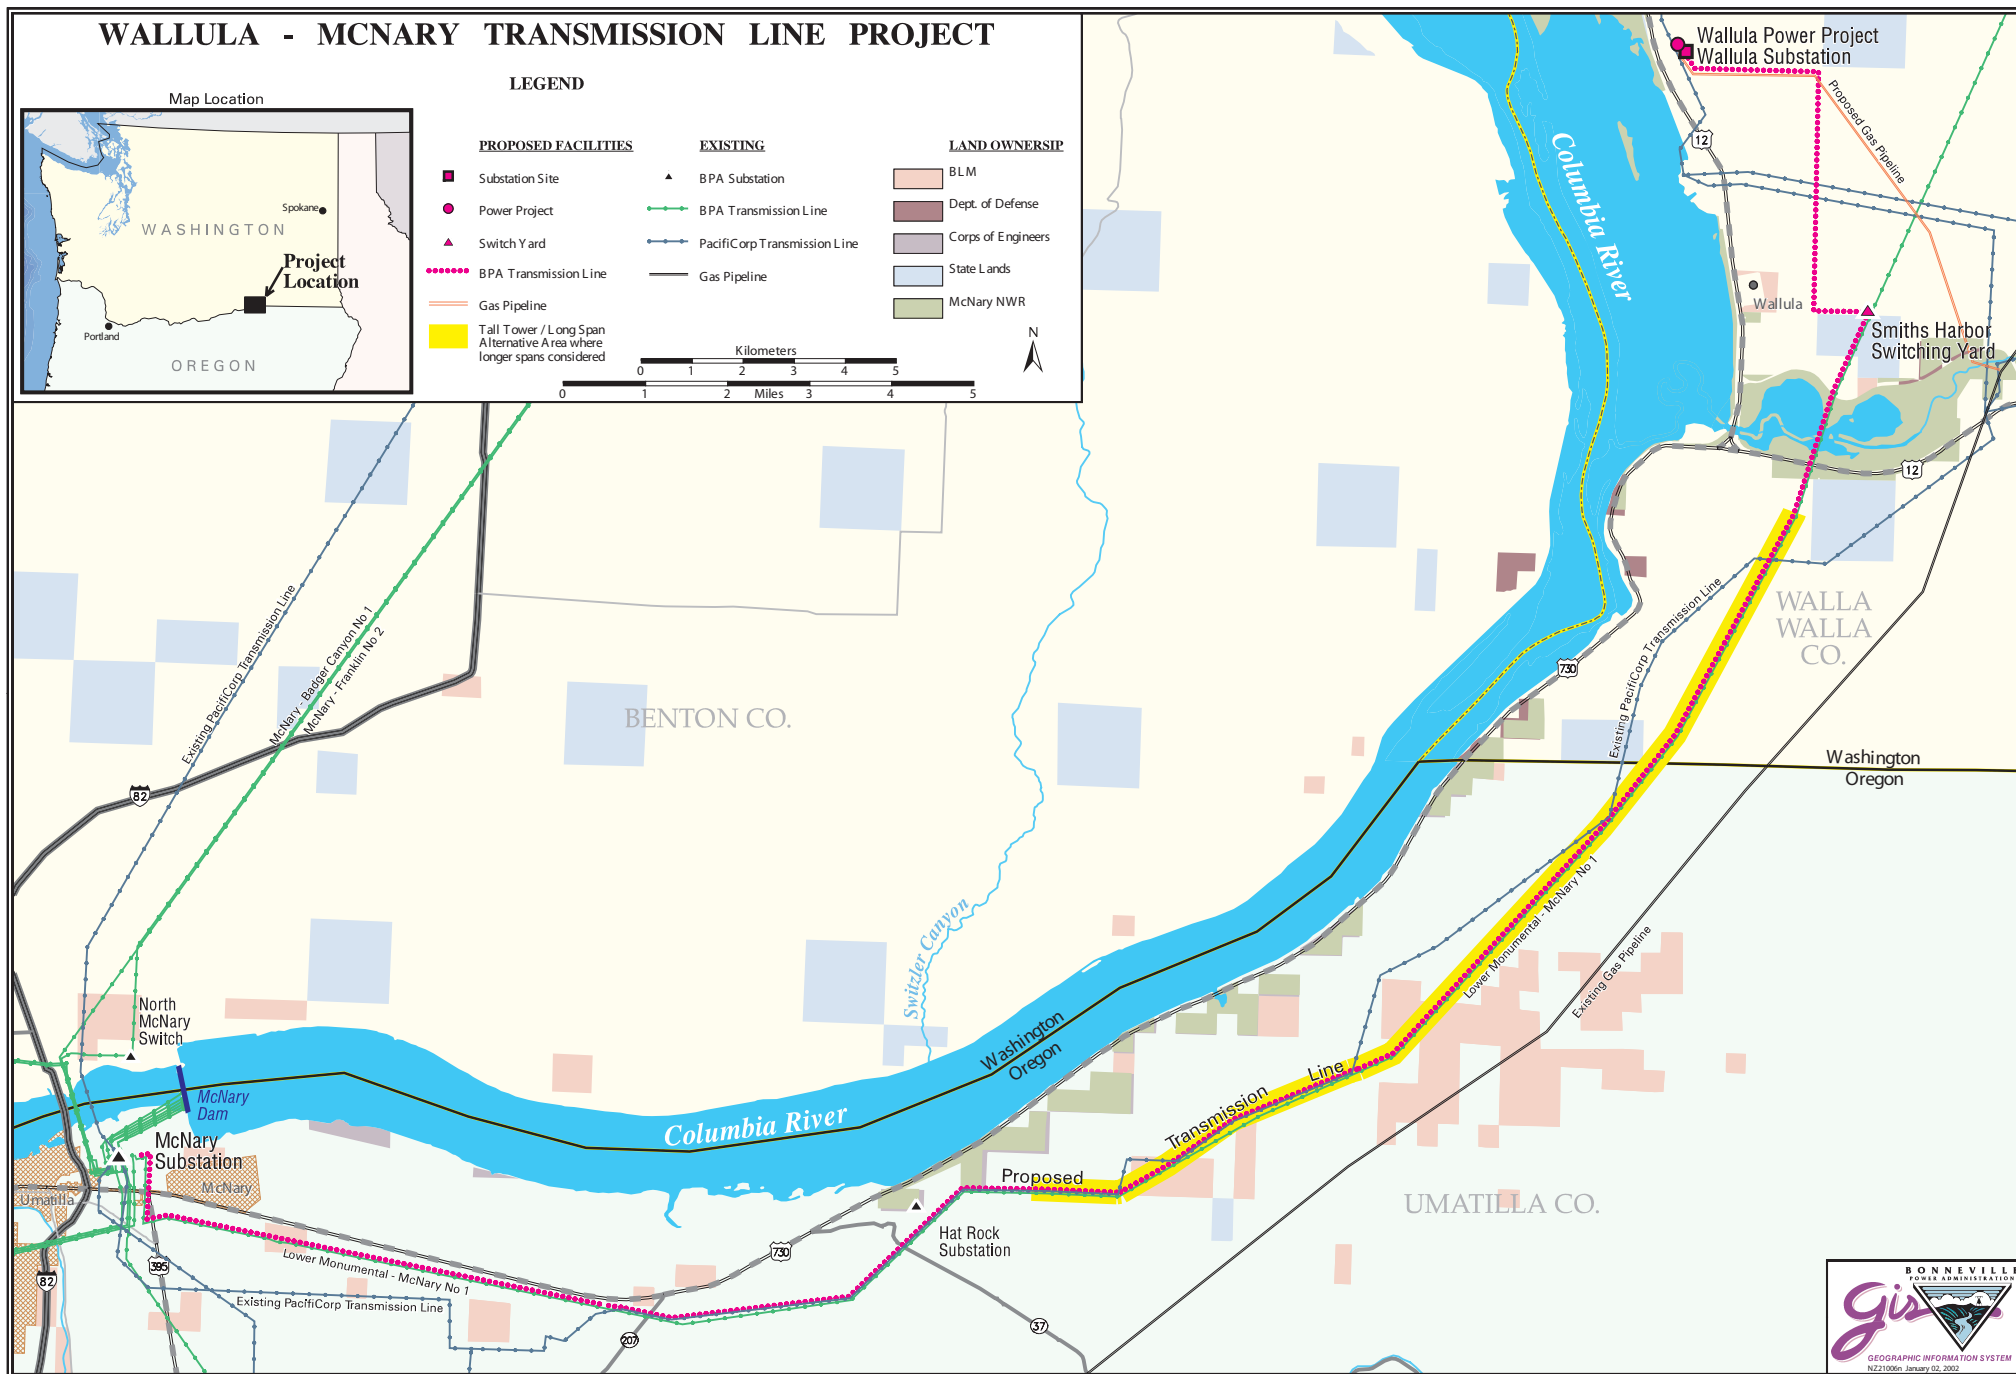 WALLULA - MCNARY TRANSMISSION LINE PROJECT
LEGEND
Map Location
WASHINGTON
Spokane
Project
Location
Portland
OREGON
PROPOSED FACILITIES
Substation Site
Power Project
Switch Yard
BPA Transmission Line
Gas Pipeline
Tall Tower / Long Span
Alternative Area where
longer spans considered
EXISTING
BPA Substation
BPA Transmission Line
PacifiCorp Transmission Line
Gas Pipeline
LAND OWNERSIP
BLM
Dept. of Defense
Corps of Engineers
State Lands
McNary NWR
N
Kilometers
0 1 2 3 4 5
0 1 2 Miles 3 4 5
Wallula Power Project
Wallula Substation
Proposed Gas Pipeline
12
Columbia River
Wallula
Smiths Harbor
Switching Yard
12
WALLA
WALLA
CO.
Existing PacifiCorp Transmission Line
730
Washington
Oregon
Existing PacifiCorp Transmission Line
McNary - Badger Canyon No 1
McNary - Franklin No 2
BENTON CO.
82
Switzler Canyon
Lower Monumental - McNary No 1
Existing Gas Pipeline
North
McNary
Switch
Washington
Oregon
McNary
Dam
Columbia River
Proposed Transmission Line
McNary
Substation
McNary
Umatilla
UMATILLA CO.
Hat Rock
Substation
730
395
82
Lower Monumental - McNary No 1
Existing PacifiCorp Transmission Line
207
37
BONNEVILLE
POWER ADMINISTRATION
Gis
GEOGRAPHIC INFORMATION SYSTEM
NZ21006n January 02, 2002